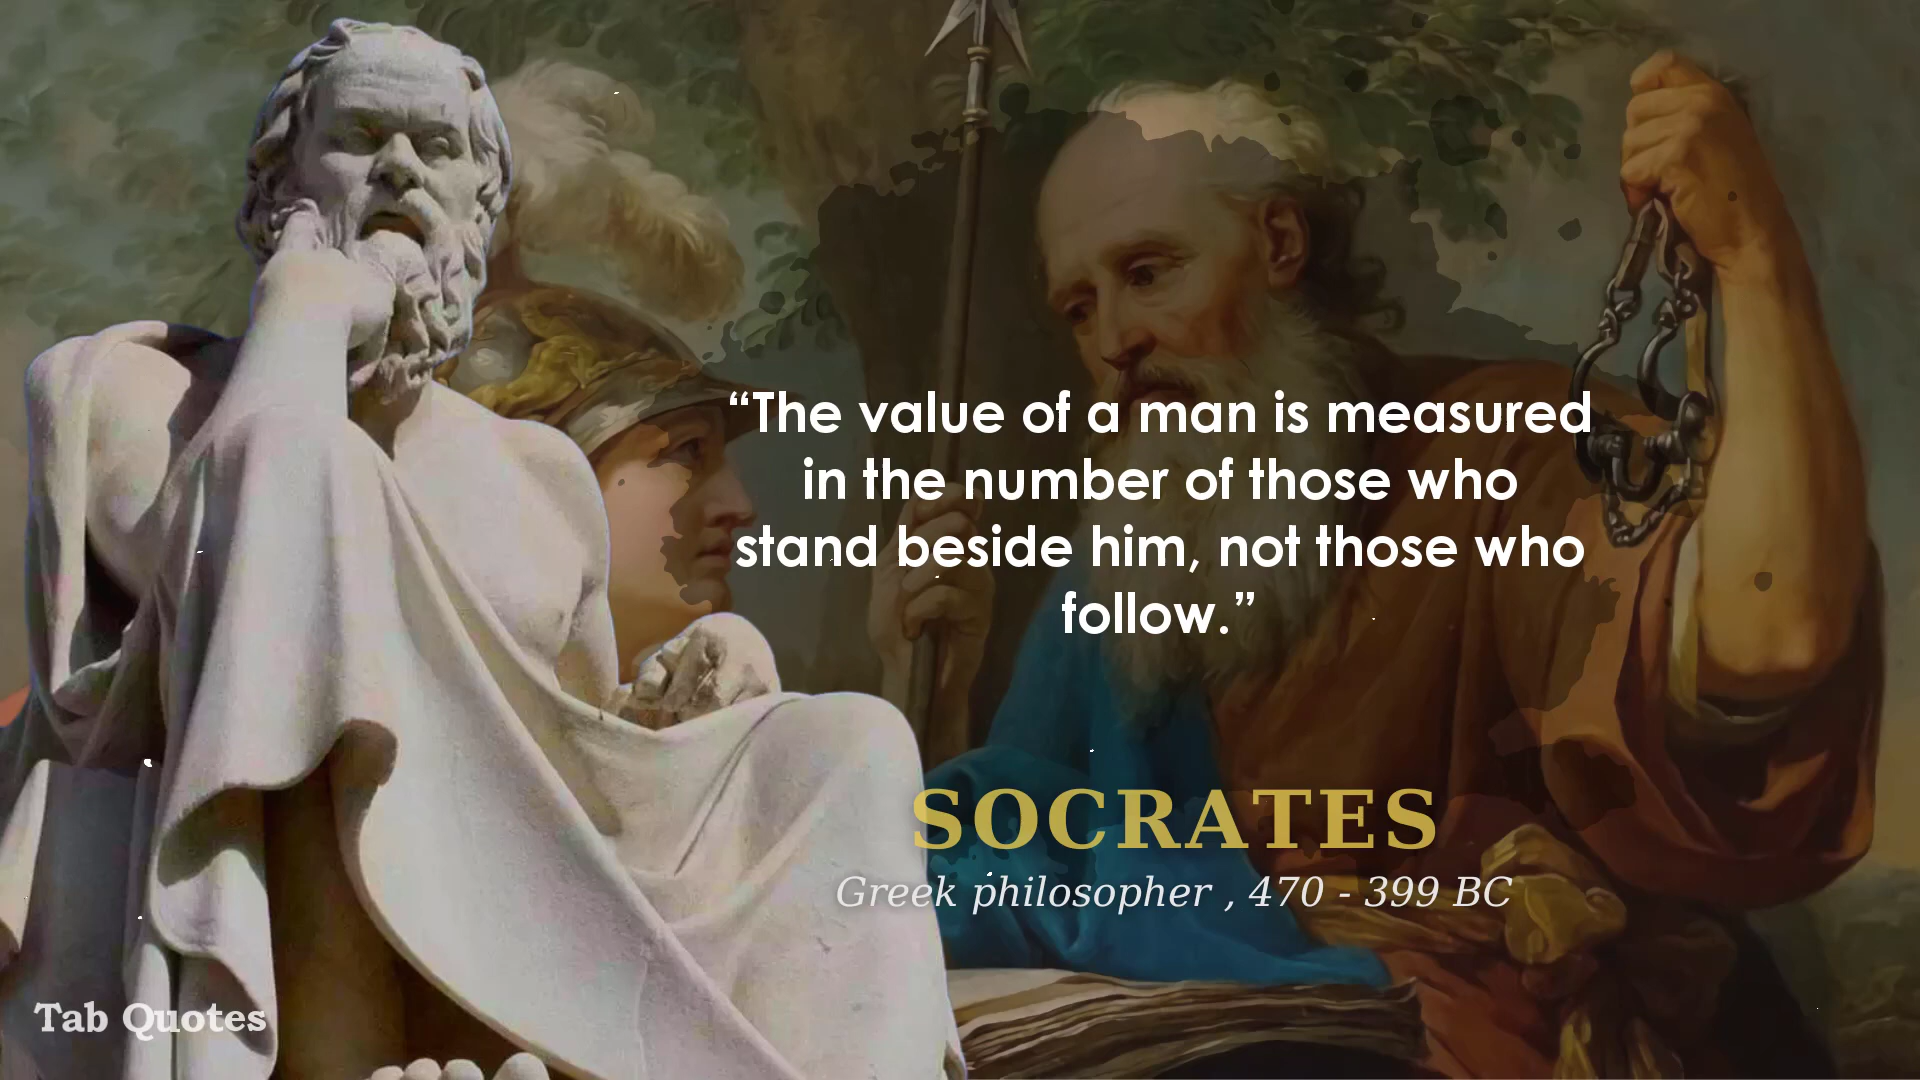 “The value of a man is measured
in the number of those who
stand beside him, not those who
follow.”
SOCRATES
Greek philosopher , 470 - 399 BC
Tab Quotes